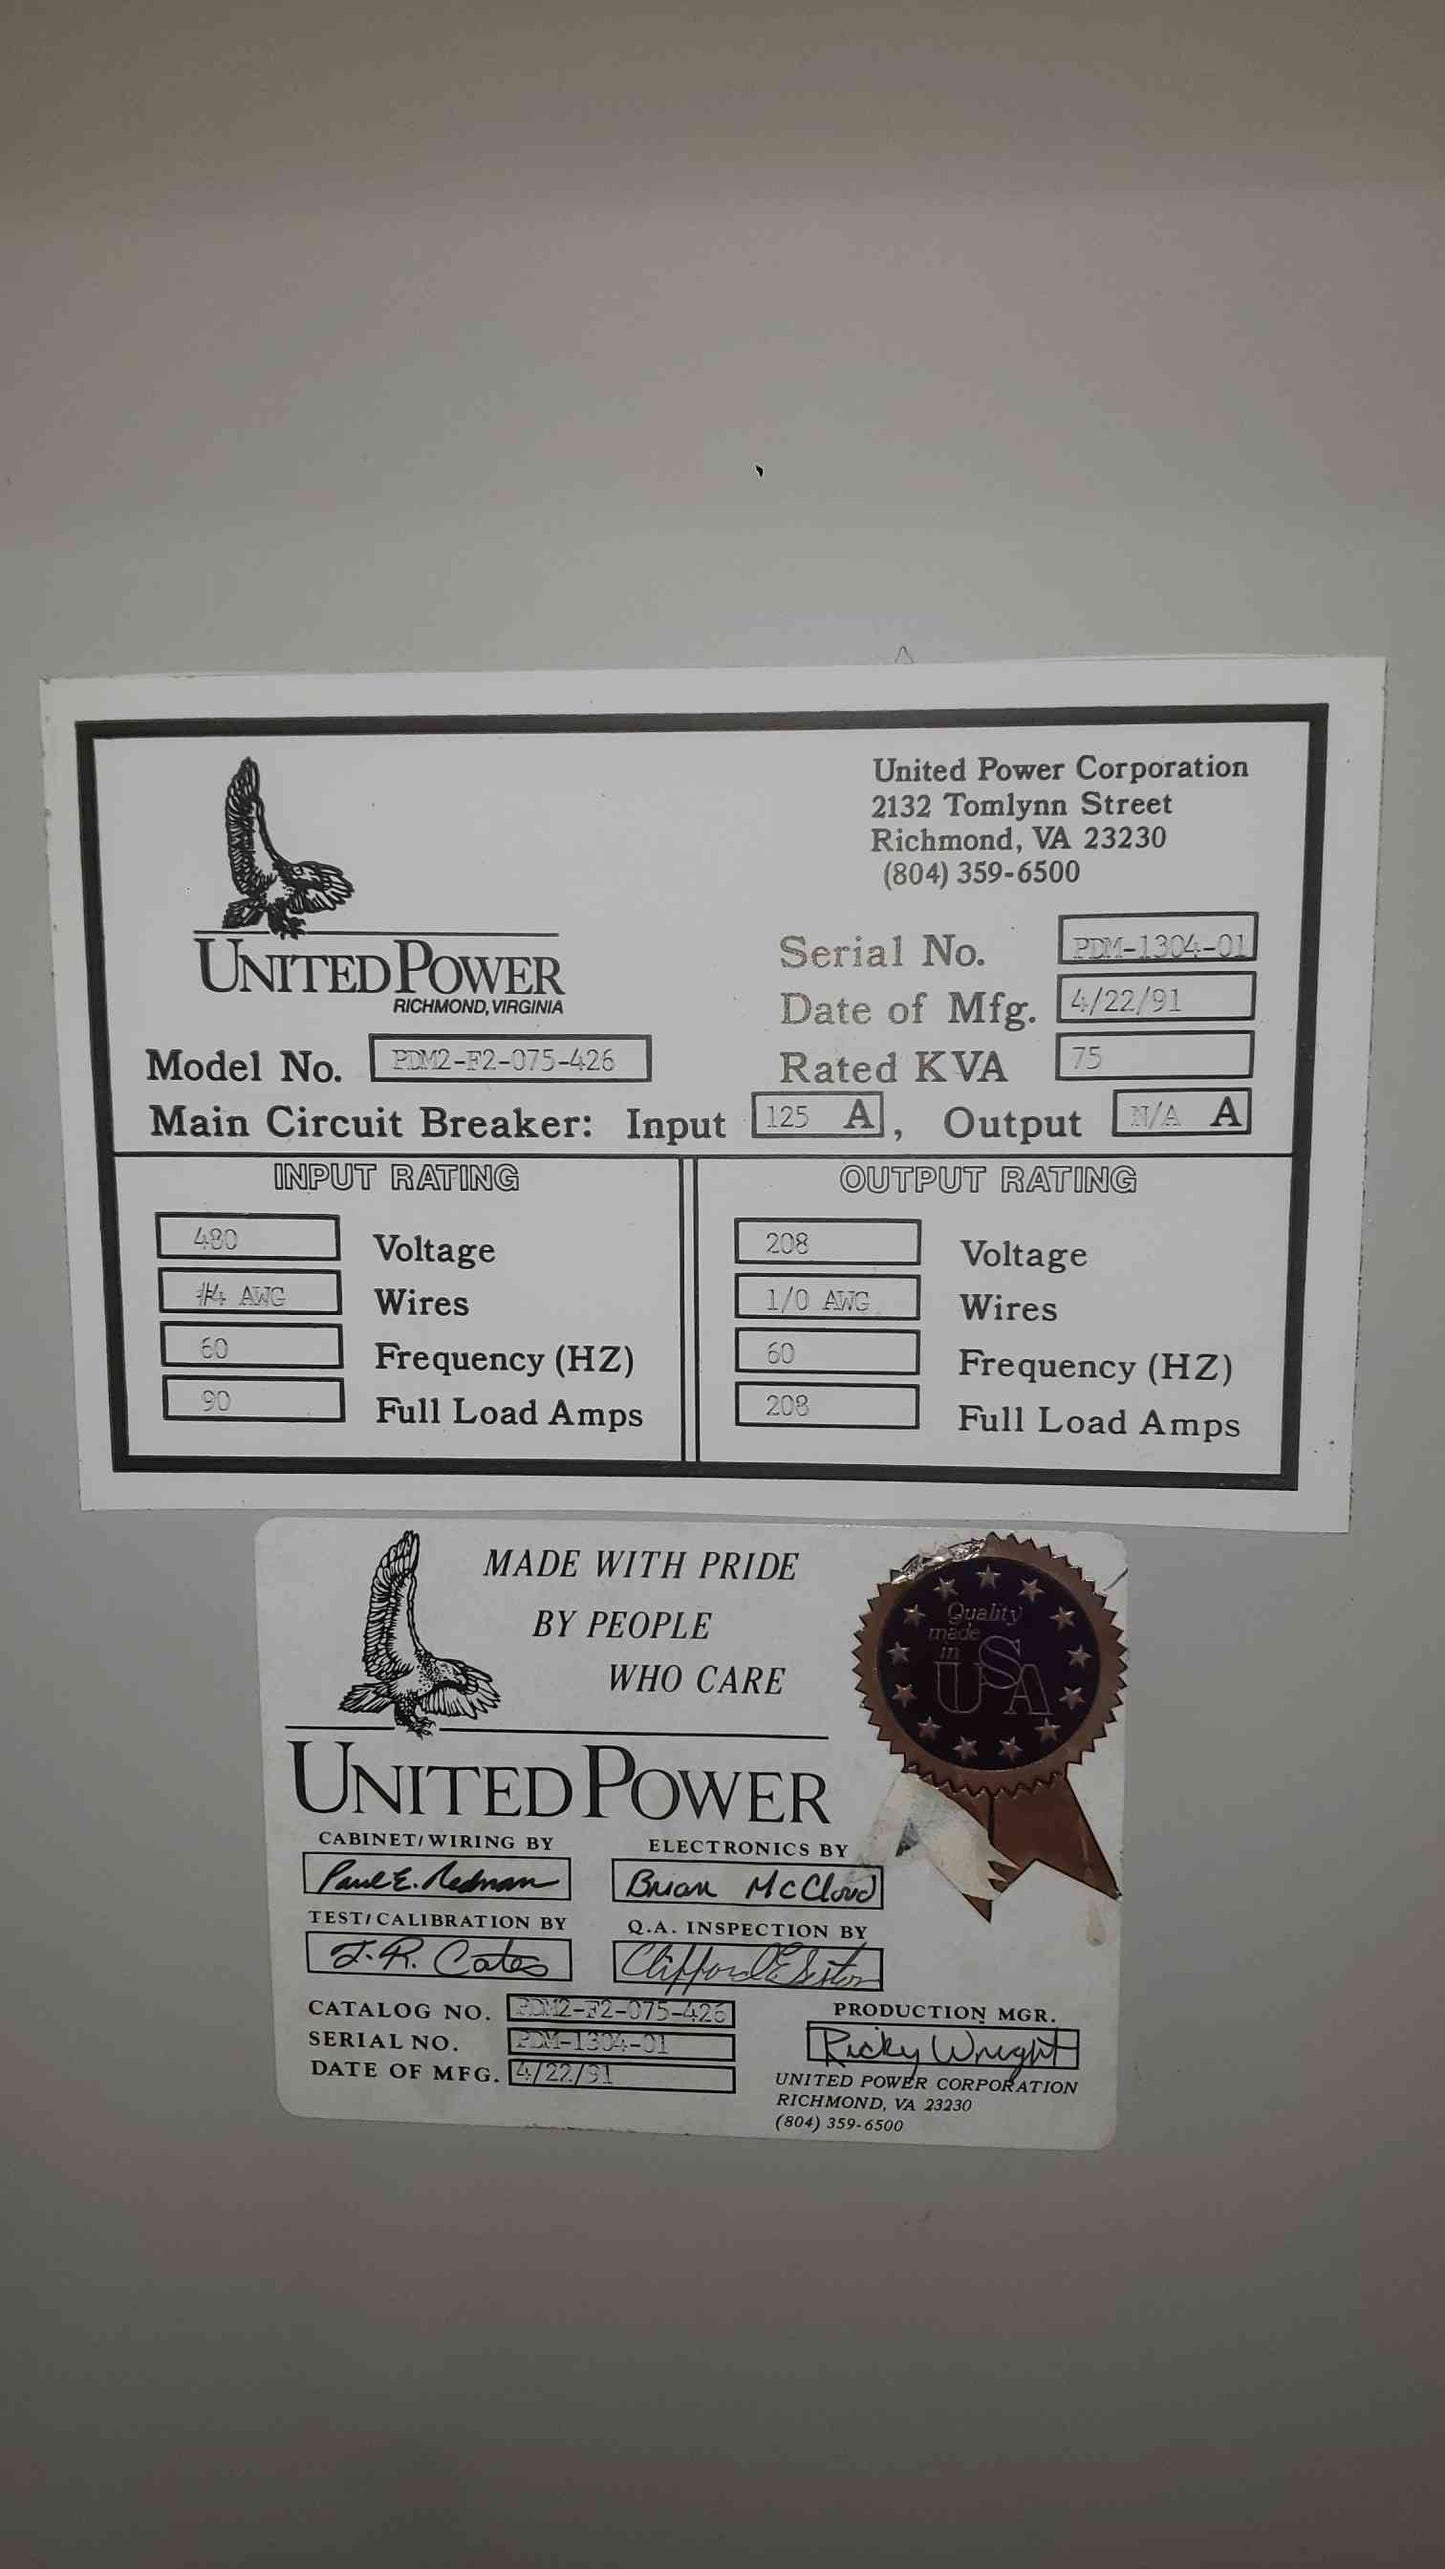 United Power Corporation
2132 Tomlynn Street
Richmond, VA 23230
(804) 359-6500
UNITED POWER
RICHMOND, VIRGINIA
Serial No. PDM-1304-01
Date of Mfg. 4/22/91
Model No. PDM2-F2-075-426
Rated KVA 75
Main Circuit Breaker: Input 125 A, Output N/A A
INPUT RATING
480 Voltage
#4 AWG Wires
60 Frequency (HZ)
90 Full Load Amps
OUTPUT RATING
208 Voltage
1/0 AWG Wires
60 Frequency (HZ)
208 Full Load Amps
MADE WITH PRIDE
BY PEOPLE
WHO CARE
Quality
made
in
USA
UNITED POWER
CABINET/WIRING BY
Paul E. Redman
ELECTRONICS BY
Brian McCloud
TEST/CALIBRATION BY
J. R. Cates
Q.A. INSPECTION BY
Clifford E
CATALOG NO. PDM2-F2-075-426
SERIAL NO. PDM-1304-01
DATE OF MFG. 4/22/91
PRODUCTION MGR.
Ricky Wright
UNITED POWER CORPORATION
RICHMOND, VA 23230
(804) 359-6500